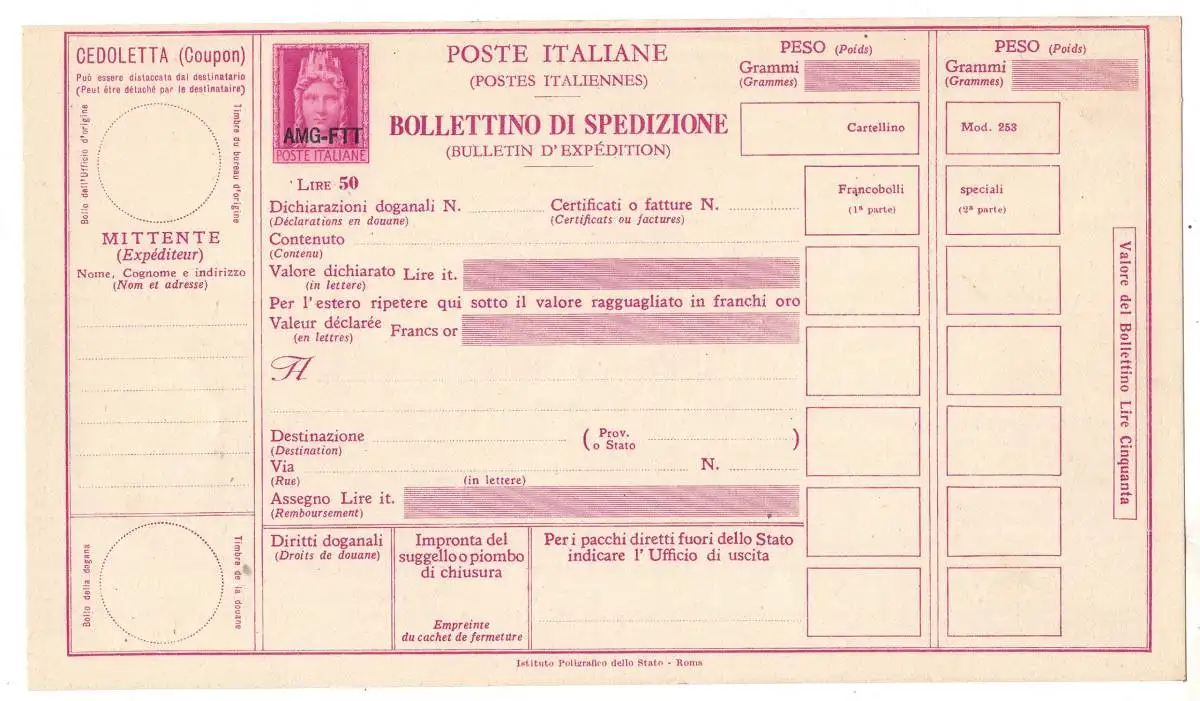 CEDOLETTA (Coupon)
Può essere distaccata dal destinatario
(Peut être détaché par le destinataire)
Bollo dell'Ufficio d'origine
Timbre du bureau d'origine
MITTENTE
(Expéditeur)
Nome, Cognome e indirizzo
(Nom et adresse)
Bollo della dogana
Timbre de la douane
AMG-FTT
POSTE ITALIANE
LIRE 50
POSTE ITALIANE
(POSTES ITALIENNES)
BOLLETTINO DI SPEDIZIONE
(BULLETIN D'EXPÉDITION)
Dichiarazioni doganali N. Certificati o fatture N.
(Déclarations en douane) (Certificats ou factures)
Contenuto
(Contenu)
Valore dichiarato Lire it.
(in lettere)
Per l'estero ripetere qui sotto il valore ragguagliato in franchi oro
Valeur déclarée Francs or
(en lettres)
A
Destinazione ( Prov. o Stato )
(Destination)
Via N.
(Rue) (in lettere)
Assegno Lire it.
(Remboursement)
Diritti doganali
(Droits de douane)
Impronta del
suggello o piombo
di chiusura
Empreinte
du cachet de fermeture
Per i pacchi diretti fuori dello Stato
indicare l'Ufficio di uscita
PESO (Poids)
Grammi
(Grammes)
Cartellino
Francobolli
(1ª parte)
PESO (Poids)
Grammi
(Grammes)
Mod. 253
speciali
(2ª parte)
Valore del Bollettino Lire Cinquanta
Istituto Poligrafico dello Stato - Roma